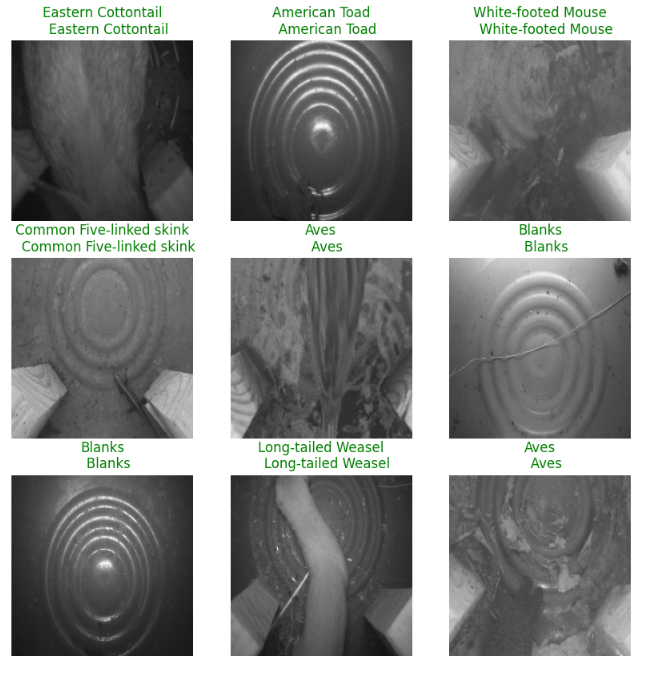 Eastern Cottontail
Eastern Cottontail
American Toad
American Toad
White-footed Mouse
White-footed Mouse
Common Five-linked skink
Common Five-linked skink
Aves
Aves
Blanks
Blanks
Blanks
Blanks
Long-tailed Weasel
Long-tailed Weasel
Aves
Aves